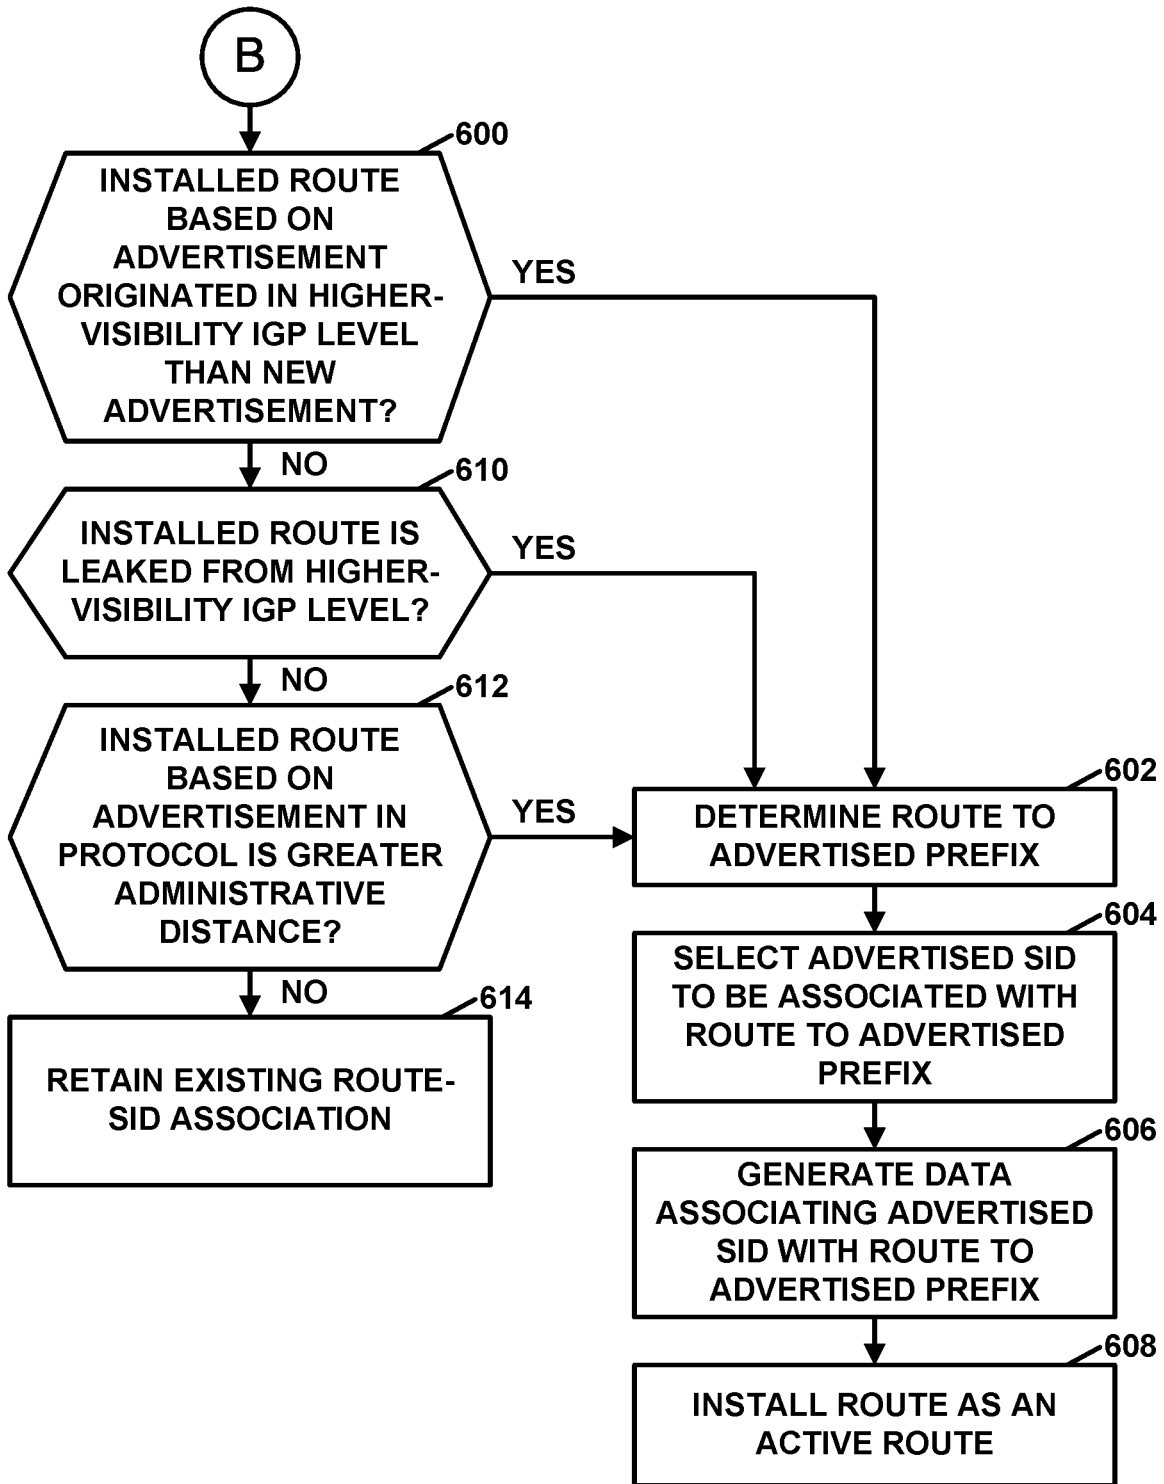 B
600
INSTALLED ROUTE
BASED ON
ADVERTISEMENT
ORIGINATED IN HIGHER-
VISIBILITY IGP LEVEL
THAN NEW
ADVERTISEMENT?
YES
NO
610
INSTALLED ROUTE IS
LEAKED FROM HIGHER-
VISIBILITY IGP LEVEL?
YES
NO
612
INSTALLED ROUTE
BASED ON
ADVERTISEMENT IN
PROTOCOL IS GREATER
ADMINISTRATIVE
DISTANCE?
YES
NO
614
RETAIN EXISTING ROUTE-
SID ASSOCIATION
602
DETERMINE ROUTE TO
ADVERTISED PREFIX
604
SELECT ADVERTISED SID
TO BE ASSOCIATED WITH
ROUTE TO ADVERTISED
PREFIX
606
GENERATE DATA
ASSOCIATING ADVERTISED
SID WITH ROUTE TO
ADVERTISED PREFIX
608
INSTALL ROUTE AS AN
ACTIVE ROUTE